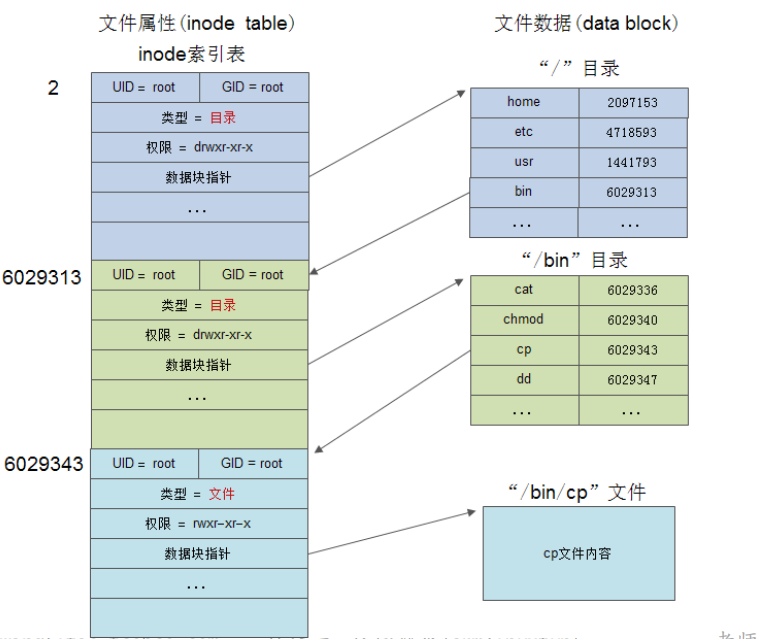 文件属性(inode table)
inode索引表
2
UID = root
GID = root
类型 = 目录
权限 = drwxr-xr-x
数据块指针
...
6029313
UID = root
GID = root
类型 = 目录
权限 = drwxr-xr-x
数据块指针
...
6029343
UID = root
GID = root
类型 = 文件
权限 = rwxr-xr-x
数据块指针
...
文件数据(data block)
“/”目录
home 2097153
etc 4718593
usr 1441793
bin 6029313
... ...
“/bin”目录
cat 6029336
chmod 6029340
cp 6029343
dd 6029347
... ...
“/bin/cp”文件
cp文件内容